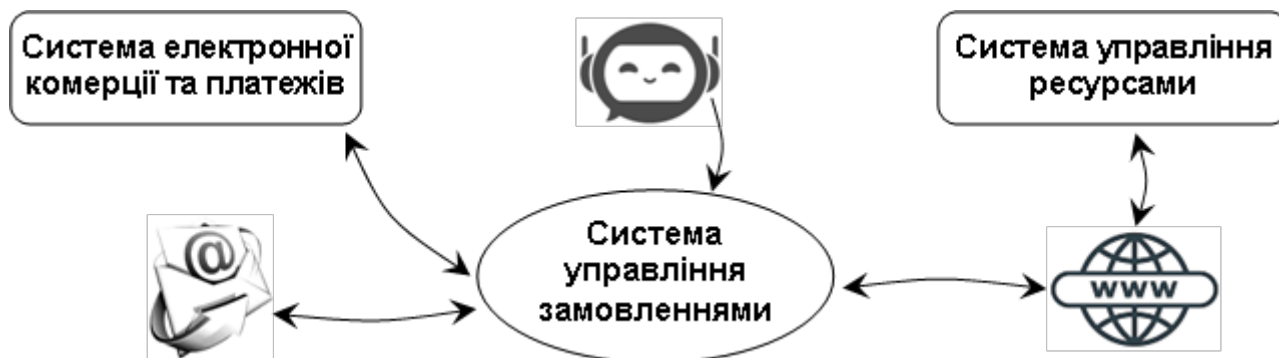 Система електронної
комерції та платежів
Система управління
ресурсами
Система
управління
замовленнями
@
www